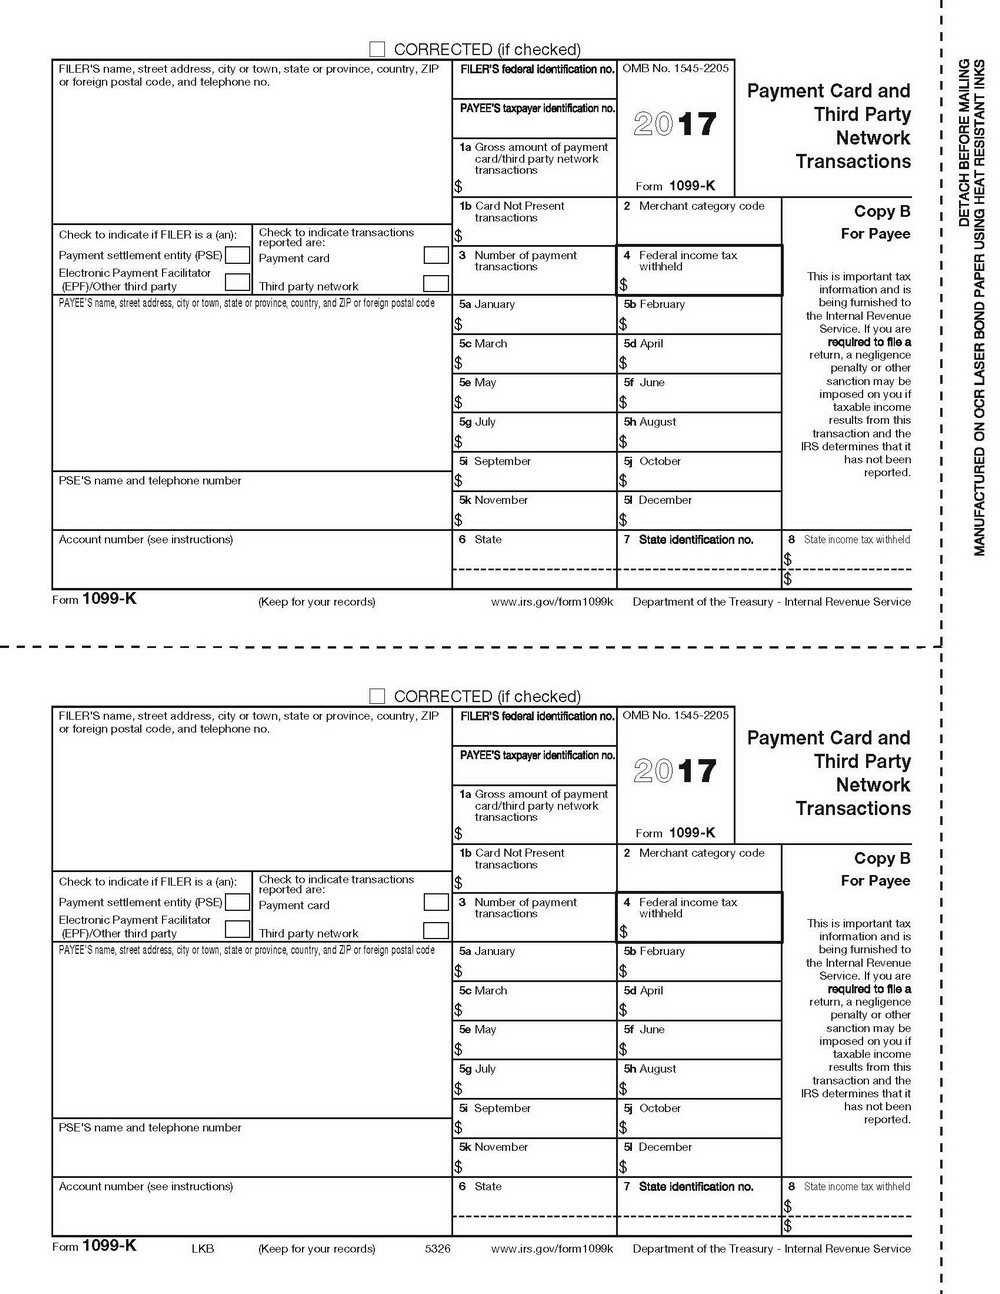 CORRECTED (if checked)
FILER'S name, street address, city or town, state or province, country, ZIP
or foreign postal code, and telephone no.
FILER'S federal identification no.
PAYEE'S taxpayer identification no.
1a Gross amount of payment
card/third party network
transactions
$
OMB No. 1545-2205
2017
Form 1099-K
Payment Card and
Third Party
Network
Transactions
1b Card Not Present
transactions
$
2 Merchant category code
Copy B
For Payee
Check to indicate if FILER is a (an):
Payment settlement entity (PSE)
Electronic Payment Facilitator
(EPF)/Other third party
Check to indicate transactions
reported are:
Payment card
Third party network
3 Number of payment
transactions
4 Federal income tax
withheld
$
This is important tax
information and is
being furnished to
the Internal Revenue
Service. If you are
required to file a
return, a negligence
penalty or other
sanction may be
imposed on you if
taxable income
results from this
transaction and the
IRS determines that it
has not been
reported.
PAYEE'S name, street address, city or town, state or province, country, and ZIP or foreign postal code
5a January
$
5b February
$
5c March
$
5d April
$
5e May
$
5f June
$
5g July
$
5h August
$
5i September
$
5j October
$
PSE'S name and telephone number
5k November
$
5l December
$
Account number (see instructions)
6 State
7 State identification no.
8 State income tax withheld
$
$
Form 1099-K (Keep for your records) www.irs.gov/form1099k Department of the Treasury - Internal Revenue Service
DETACH BEFORE MAILING
MANUFACTURED ON OCR LASER BOND PAPER USING HEAT RESISTANT INKS
CORRECTED (if checked)
FILER'S name, street address, city or town, state or province, country, ZIP
or foreign postal code, and telephone no.
FILER'S federal identification no.
PAYEE'S taxpayer identification no.
1a Gross amount of payment
card/third party network
transactions
$
OMB No. 1545-2205
2017
Form 1099-K
Payment Card and
Third Party
Network
Transactions
1b Card Not Present
transactions
$
2 Merchant category code
Copy B
For Payee
Check to indicate if FILER is a (an):
Payment settlement entity (PSE)
Electronic Payment Facilitator
(EPF)/Other third party
Check to indicate transactions
reported are:
Payment card
Third party network
3 Number of payment
transactions
4 Federal income tax
withheld
$
This is important tax
information and is
being furnished to
the Internal Revenue
Service. If you are
required to file a
return, a negligence
penalty or other
sanction may be
imposed on you if
taxable income
results from this
transaction and the
IRS determines that it
has not been
reported.
PAYEE'S name, street address, city or town, state or province, country, and ZIP or foreign postal code
5a January
$
5b February
$
5c March
$
5d April
$
5e May
$
5f June
$
5g July
$
5h August
$
5i September
$
5j October
$
PSE'S name and telephone number
5k November
$
5l December
$
Account number (see instructions)
6 State
7 State identification no.
8 State income tax withheld
$
$
Form 1099-K LKB (Keep for your records) 5326 www.irs.gov/form1099k Department of the Treasury - Internal Revenue Service